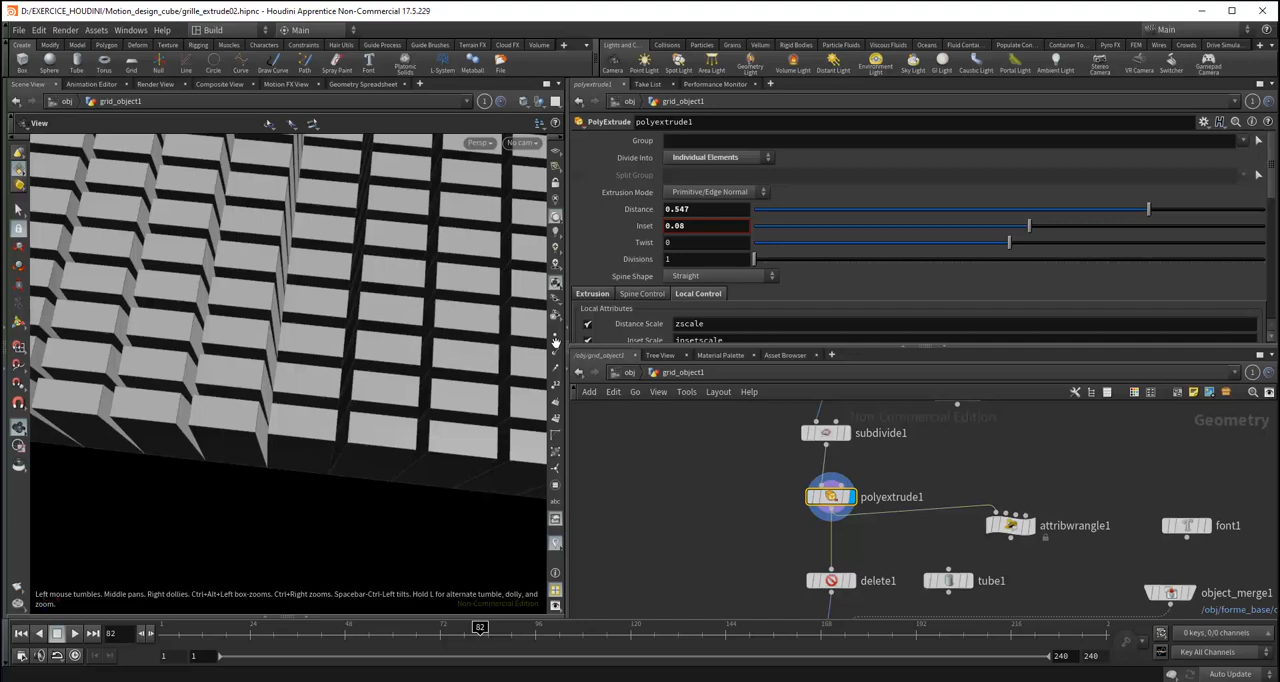 D:/EXERCICE_HOUDINI/Motion_design_cube/grille_extrude02.hipnc - Houdini Apprentice Non-Commercial 17.5.229
File Edit Render Assets Windows Help Build Main Main
Create Modify Model Polygon Deform Texture Rigging Muscles Characters Constraints Hair Utils Guide Process Guide Brushes Terrain FX Cloud FX Volume
Lights and C... Collisions Particles Grains Vellum Rigid Bodies Particle Fluids Viscous Fluids Oceans Fluid Contai... Populate Con... Container To... Pyro FX FEM Wires Crowds Drive Simula...
Box Sphere Tube Torus Grid Null Line Circle Curve Draw Curve Path Spray Paint Font Platonic Solids L-System Metaball File
Camera Point Light Spot Light Area Light Geometry Light Volume Light Distant Light Environment Light Sky Light GI Light Caustic Light Portal Light Ambient Light Stereo Camera VR Camera Switcher Gamepad Camera
Scene View Animation Editor Render View Composite View Motion FX View Geometry Spreadsheet
obj grid_object1 1
View
Persp No cam
Left mouse tumbles. Middle pans. Right dollies. Ctrl+Alt+Left box-zooms. Ctrl+Right zooms. Spacebar-Ctrl-Left tilts. Hold L for alternate tumble, dolly, and zoom.
Non-Commercial Edition
polyextrude1 Take List Performance Monitor
obj grid_object1 1
PolyExtrude polyextrude1
Group
Divide Into Individual Elements
Split Group
Extrusion Mode Primitive/Edge Normal
Distance 0.547
Inset 0.08
Twist 0
Divisions 1
Spine Shape Straight
Extrusion Spine Control Local Control
Local Attributes
Distance Scale zscale
Inset Scale insetscale
/obj/grid_object1 Tree View Material Palette Asset Browser
obj grid_object1 1
Add Edit Go View Tools Layout Help
Non-Commercial Edition
Geometry
subdivide1
polyextrude1
attribwrangle1
font1
delete1
tube1
object_merge1
/obj/forme_base/c
82 1 24 48 72 82 96 120 144 168 192 216 2
0 keys, 0/0 channels
1 1 240 240
Key All Channels
Auto Update